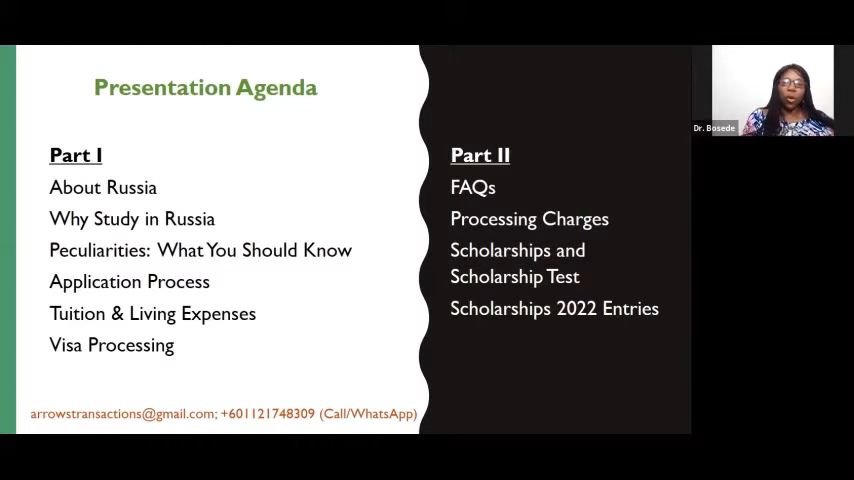 Presentation Agenda
Part I
About Russia
Why Study in Russia
Peculiarities: What You Should Know
Application Process
Tuition & Living Expenses
Visa Processing
arrowstransactions@gmail.com; +601121748309 (Call/WhatsApp)
Part II
FAQs
Processing Charges
Scholarships and
Scholarship Test
Scholarships 2022 Entries
Dr. Bosede